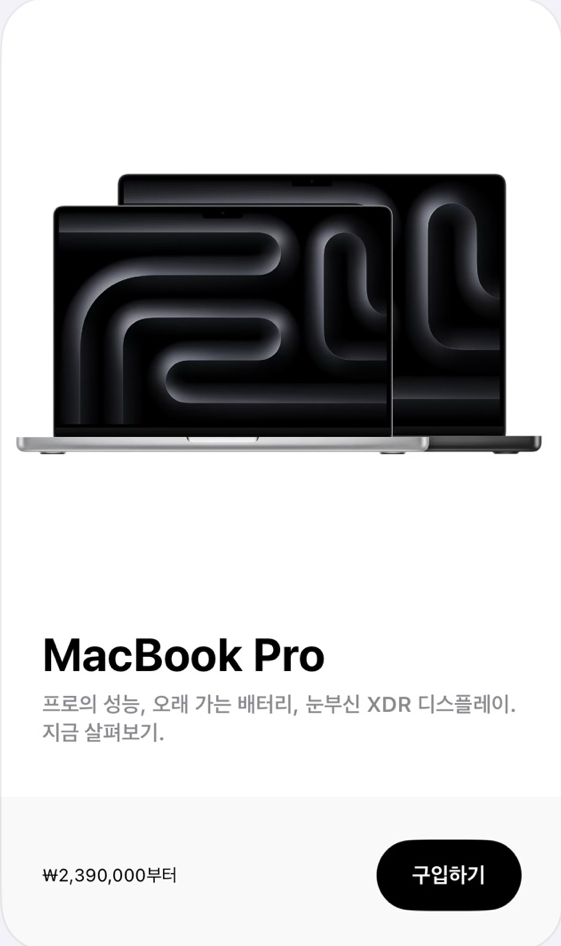 MacBook Pro
프로의 성능, 오래 가는 배터리, 눈부신 XDR 디스플레이.
지금 살펴보기.
₩2,390,000부터
구입하기